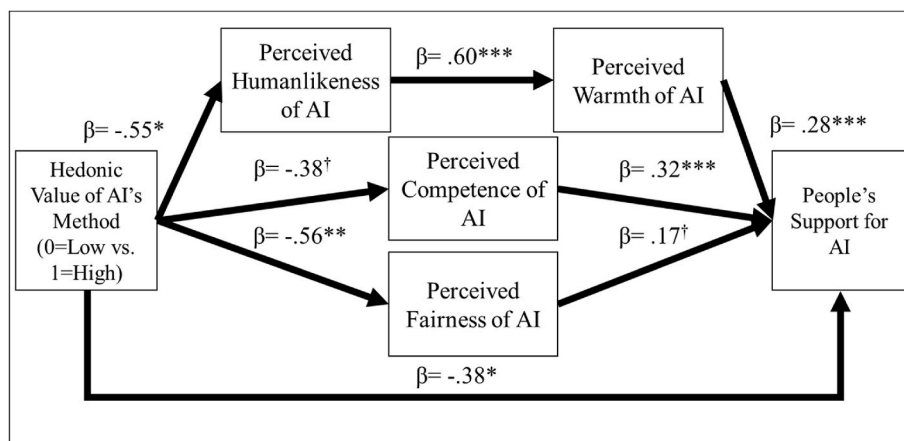 Perceived
Humanlikeness
of AI
β= .60***
Perceived
Warmth of AI
β= -.55*
β= .28***
Hedonic
Value of AI’s
Method
(0=Low vs.
1=High)
β= -.38†
Perceived
Competence of
AI
β= .32***
People’s
Support for
AI
β= -.56**
Perceived
Fairness of AI
β= .17†
β= -.38*